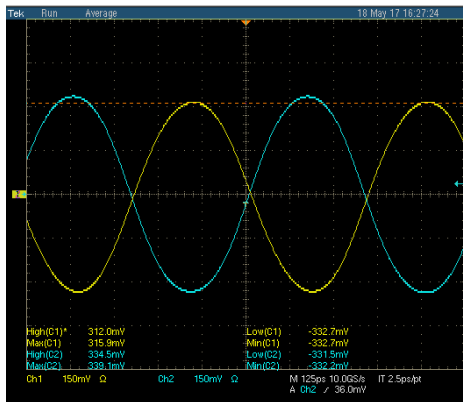 Tek Run Average 18 May 17 16:27:24
High(C1)* 312.0mV Low(C1) -332.7mV
Max(C1) 315.9mV Min(C1) -332.7mV
High(C2) 334.5mV Low(C2) -331.5mV
Max(C2) 339.1mV Min(C2) -332.2mV
Ch1 150mV Ω Ch2 150mV Ω M 125ps 10.0GS/s IT 2.5ps/pt
A Ch2 ∕ 36.0mV